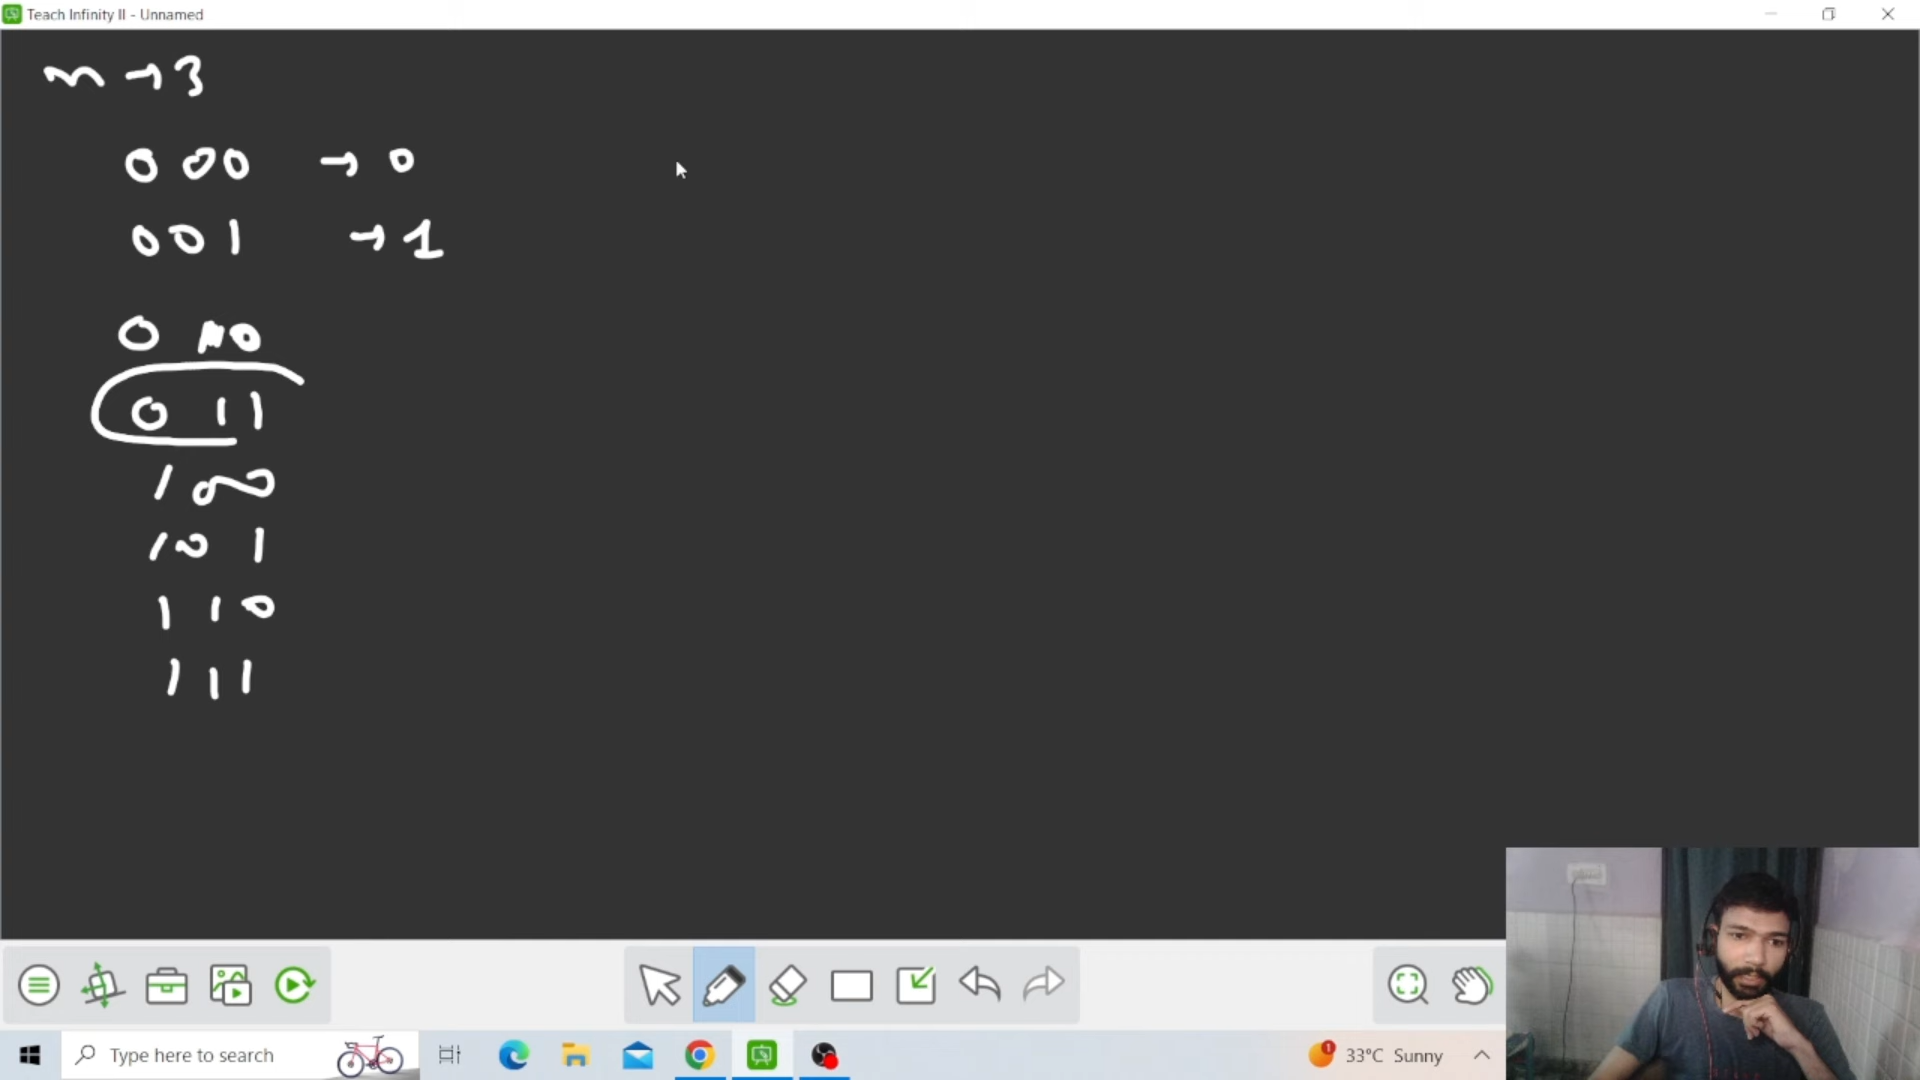 Teach Infinity II - Unnamed
n → 3
0 0 0 → 0
0 0 1 → 1
0 1 0
0 1 1
1 0 0
1 0 1
1 1 0
1 1 1
Type here to search
1
33°C Sunny